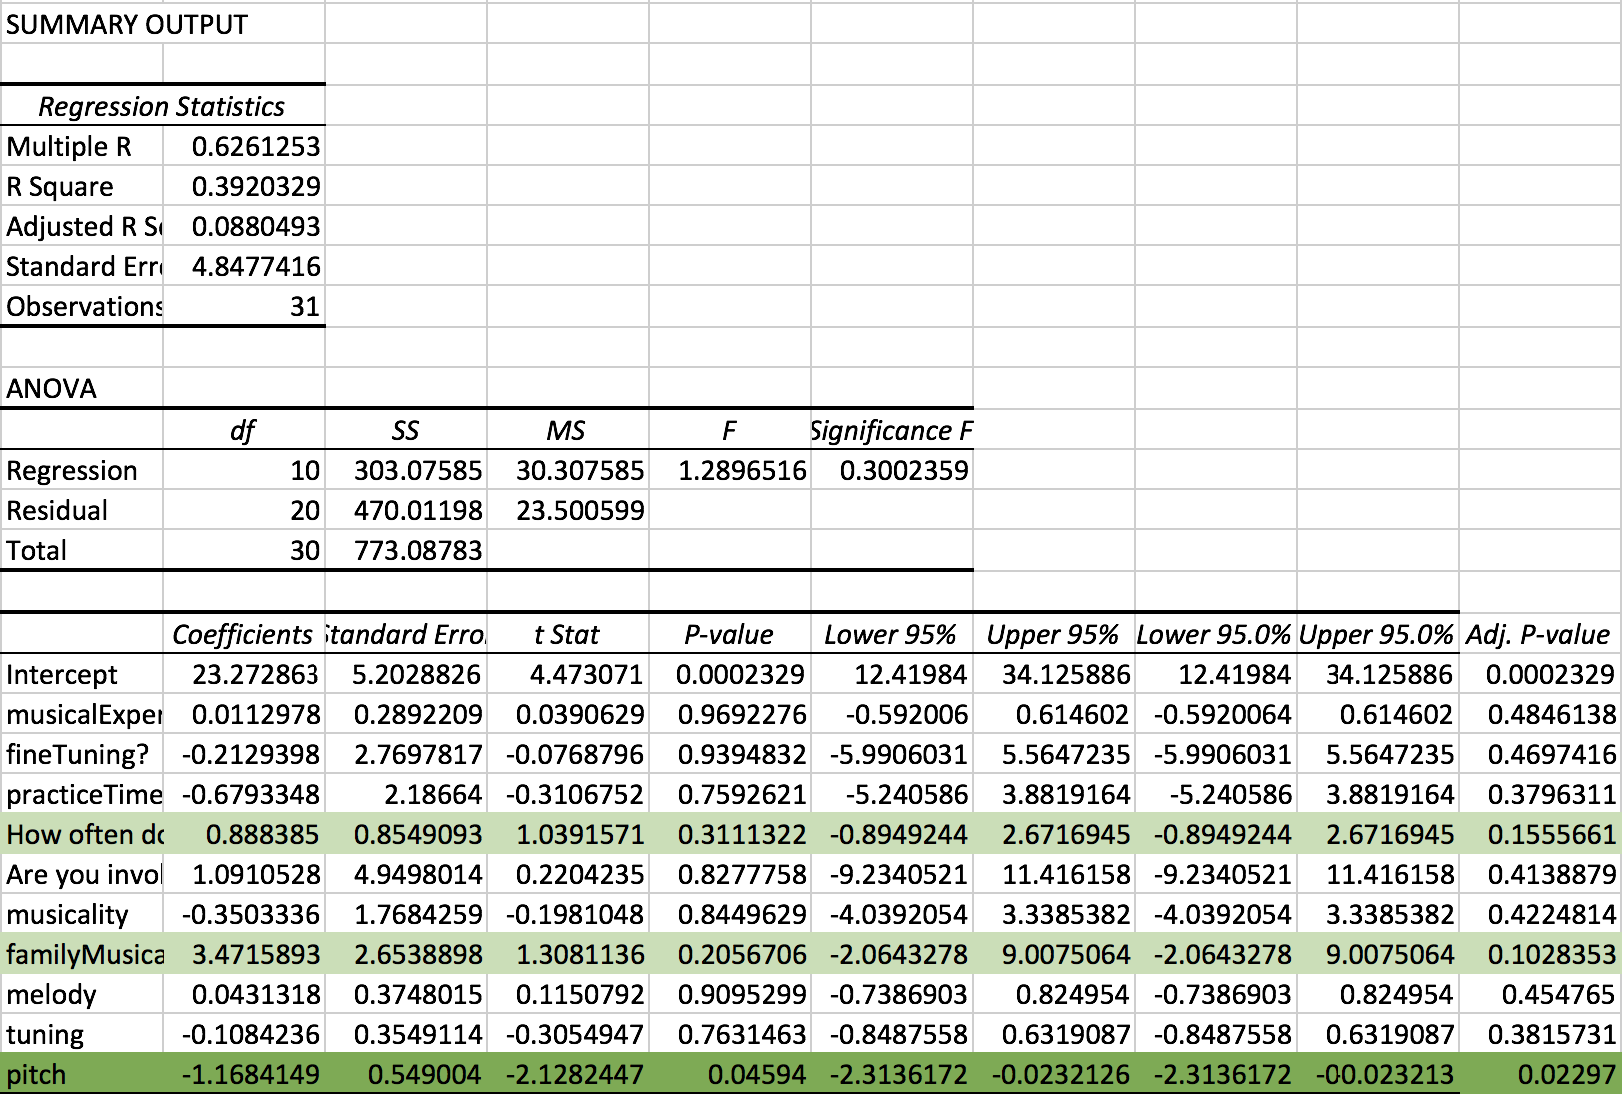 SUMMARY OUTPUT
Regression Statistics
Multiple R 0.6261253
R Square 0.3920329
Adjusted R S 0.0880493
Standard Err 4.8477416
Observations 31
ANOVA
df SS MS F Significance F
Regression 10 303.07585 30.307585 1.2896516 0.3002359
Residual 20 470.01198 23.500599
Total 30 773.08783
Coefficients Standard Erro t Stat P-value Lower 95% Upper 95% Lower 95.0% Upper 95.0% Adj. P-value
Intercept 23.272863 5.2028826 4.473071 0.0002329 12.41984 34.125886 12.41984 34.125886 0.0002329
musicalExper 0.0112978 0.2892209 0.0390629 0.9692276 -0.592006 0.614602 -0.5920064 0.614602 0.4846138
fineTuning? -0.2129398 2.7697817 -0.0768796 0.9394832 -5.9906031 5.5647235 -5.9906031 5.5647235 0.4697416
practiceTime -0.6793348 2.18664 -0.3106752 0.7592621 -5.240586 3.8819164 -5.240586 3.8819164 0.3796311
How often do 0.888385 0.8549093 1.0391571 0.3111322 -0.8949244 2.6716945 -0.8949244 2.6716945 0.1555661
Are you invol 1.0910528 4.9498014 0.2204235 0.8277758 -9.2340521 11.416158 -9.2340521 11.416158 0.4138879
musicality -0.3503336 1.7684259 -0.1981048 0.8449629 -4.0392054 3.3385382 -4.0392054 3.3385382 0.4224814
familyMusica 3.4715893 2.6538898 1.3081136 0.2056706 -2.0643278 9.0075064 -2.0643278 9.0075064 0.1028353
melody 0.0431318 0.3748015 0.1150792 0.9095299 -0.7386903 0.824954 -0.7386903 0.824954 0.454765
tuning -0.1084236 0.3549114 -0.3054947 0.7631463 -0.8487558 0.6319087 -0.8487558 0.6319087 0.3815731
pitch -1.1684149 0.549004 -2.1282447 0.04594 -2.3136172 -0.0232126 -2.3136172 -0.023213 0.02297